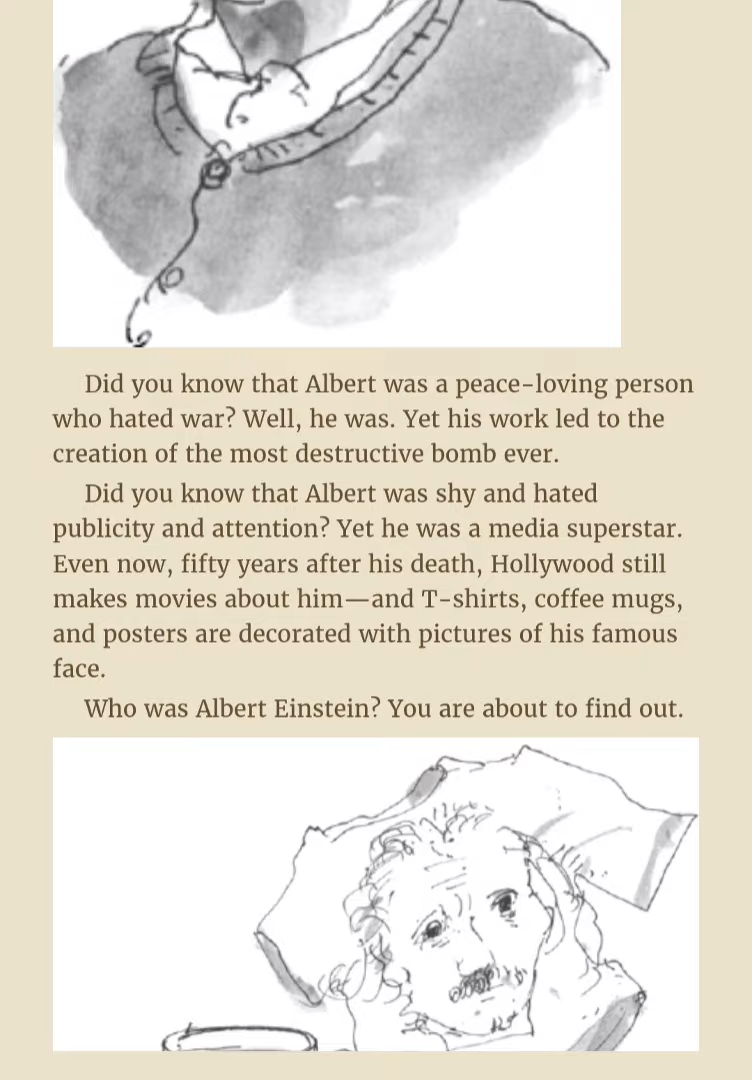 Did you know that Albert was a peace-loving person
who hated war? Well, he was. Yet his work led to the
creation of the most destructive bomb ever.
Did you know that Albert was shy and hated
publicity and attention? Yet he was a media superstar.
Even now, fifty years after his death, Hollywood still
makes movies about him—and T-shirts, coffee mugs,
and posters are decorated with pictures of his famous
face.
Who was Albert Einstein? You are about to find out.